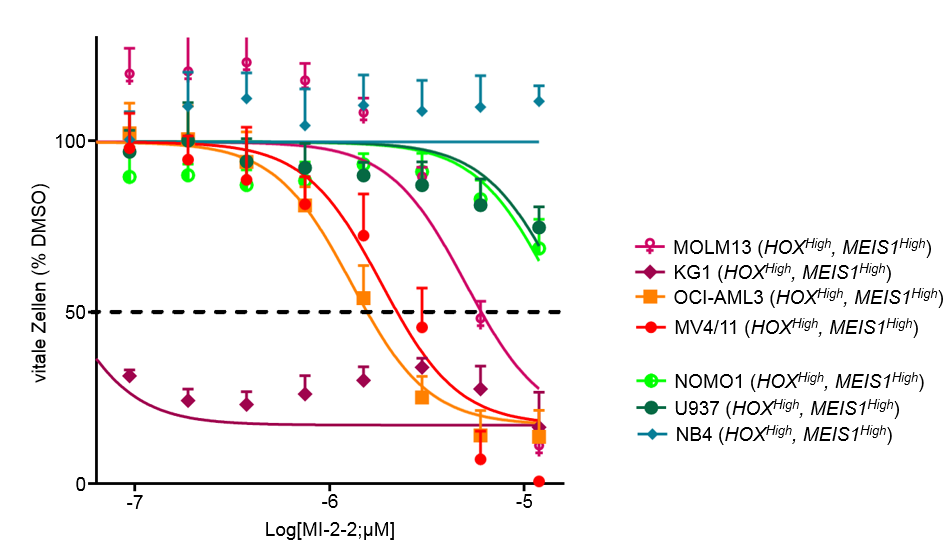 100
50
0
vitale Zellen (% DMSO)
-7
-6
-5
Log[MI-2-2;µM]
MOLM13 (HOXHigh, MEIS1High)
KG1 (HOXHigh, MEIS1High)
OCI-AML3 (HOXHigh, MEIS1High)
MV4/11 (HOXHigh, MEIS1High)
NOMO1 (HOXHigh, MEIS1High)
U937 (HOXHigh, MEIS1High)
NB4 (HOXHigh, MEIS1High)